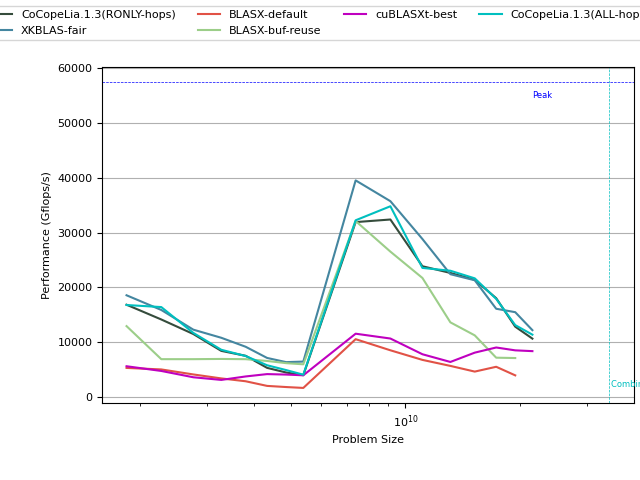 CoCopeLia.1.3(RONLY-hops)
XKBLAS-fair
BLASX-default
BLASX-buf-reuse
cuBLASXt-best
CoCopeLia.1.3(ALL-hop
60000
50000
40000
30000
20000
10000
0
Performance (Gflops/s)
Peak
Combin
10^10
Problem Size